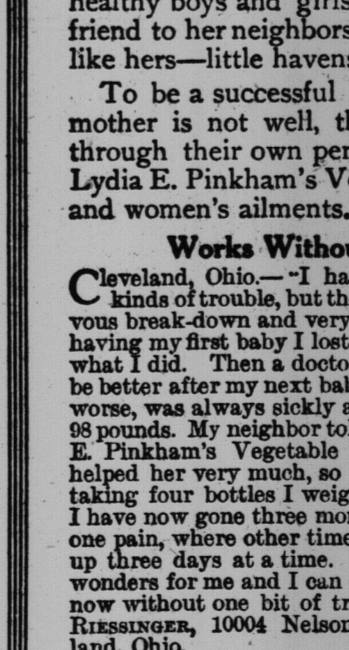 healthy boys and girls
friend to her neighbors
like hers—little havens
To be a successful
mother is not well, th
through their own per
Lydia E. Pinkham's Ve
and women's ailments.
Works Withou
Cleveland, Ohio.—"I ha
kinds of trouble, but th
vous break-down and very
having my first baby I lost
what I did. Then a docto
be better after my next bab
worse, was always sickly a
98 pounds. My neighbor to
E. Pinkham's Vegetable
helped her very much, so
taking four bottles I weig
I have now gone three mon
one pain, where other time
up three days at a time.
wonders for me and I can
now without one bit of tr
RIESSINGER, 10004 Nelson
land, Ohio.